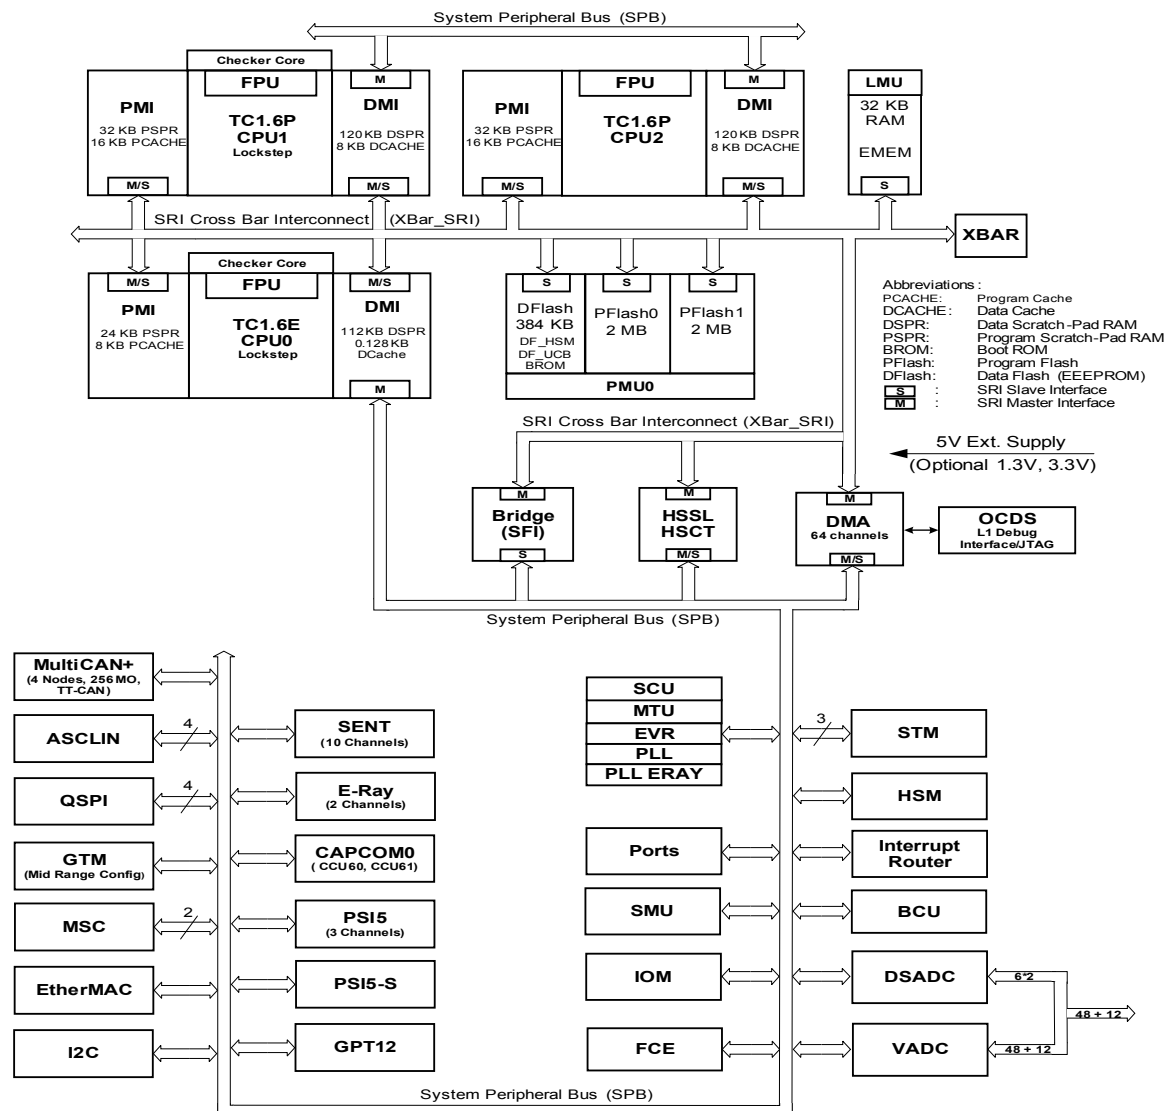 System Peripheral Bus (SPB)
Checker Core
FPU
M
PMI
32 KB PSPR
16 KB PCACHE
TC1.6P
CPU1
Lockstep
DMI
120KB DSPR
8 KB DCACHE
M/S
M/S
PMI
32 KB PSPR
16 KB PCACHE
FPU
TC1.6P
CPU2
M
DMI
120KB DSPR
8 KB DCACHE
M/S
M/S
LMU
32 KB
RAM
EMEM
S
SRI Cross Bar Interconnect (XBar_SRI)
XBAR
M/S
PMI
24 KB PSPR
8 KB PCACHE
Checker Core
FPU
TC1.6E
CPU0
Lockstep
M/S
DMI
112KB DSPR
0.128KB
DCache
M
S
DFlash
384 KB
DF_HSM
DF_UCB
BROM
S
PFlash0
2 MB
S
PFlash1
2 MB
PMU0
Abbreviations :
PCACHE: Program Cache
DCACHE: Data Cache
DSPR: Data Scratch-Pad RAM
PSPR: Program Scratch-Pad RAM
BROM: Boot ROM
PFlash: Program Flash
DFlash: Data Flash (EEEPROM)
S : SRI Slave Interface
M : SRI Master Interface
SRI Cross Bar Interconnect (XBar_SRI)
5V Ext. Supply
(Optional 1.3V, 3.3V)
M
Bridge
(SFI)
S
M
HSSL
HSCT
M/S
M
DMA
64 channels
M/S
OCDS
L1 Debug
Interface/JTAG
System Peripheral Bus (SPB)
MultiCAN+
(4 Nodes, 256 MO,
TT-CAN)
ASCLIN
4
QSPI
4
GTM
(Mid Range Config)
MSC
2
EtherMAC
I2C
SENT
(10 Channels)
E-Ray
(2 Channels)
CAPCOM0
( CCU60, CCU61)
PSI5
(3 Channels)
PSI5-S
GPT12
SCU
MTU
EVR
PLL
PLL ERAY
Ports
SMU
IOM
FCE
3
STM
HSM
Interrupt
Router
BCU
DSADC
6*2
48 + 12
VADC
48 + 12
System Peripheral Bus (SPB)